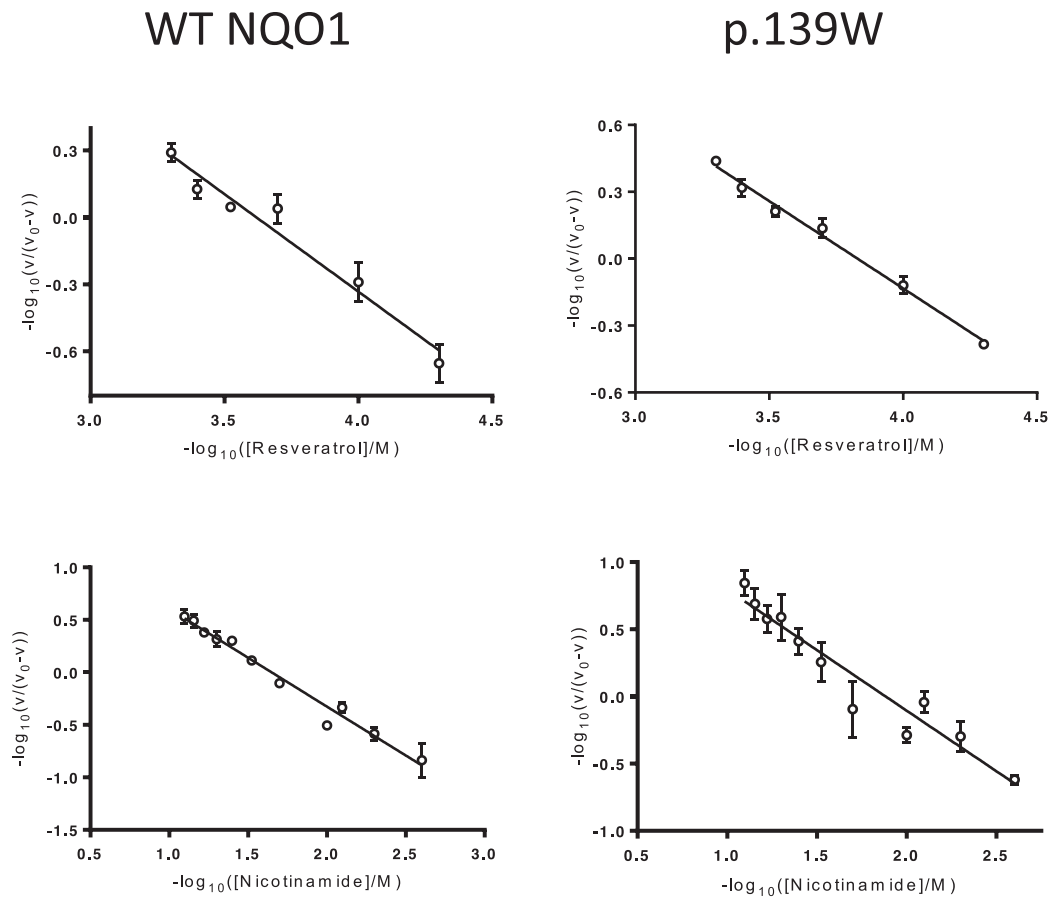 WT NQO1
p.139W
-log10(v/(v0-v))
0.3
0.0
-0.3
-0.6
3.0 3.5 4.0 4.5
-log10([Resveratrol]/M)
-log10(v/(v0-v))
0.6
0.3
0.0
-0.3
-0.6
3.0 3.5 4.0 4.5
-log10([Resveratrol]/M)
-log10(v/(v0-v))
1.0
0.5
0.0
-0.5
-1.0
-1.5
0.5 1.0 1.5 2.0 2.5 3.0
-log10([Nicotinamide]/M)
-log10(v/(v0-v))
1.0
0.5
0.0
-0.5
-1.0
0.5 1.0 1.5 2.0 2.5
-log10([Nicotinamide]/M)